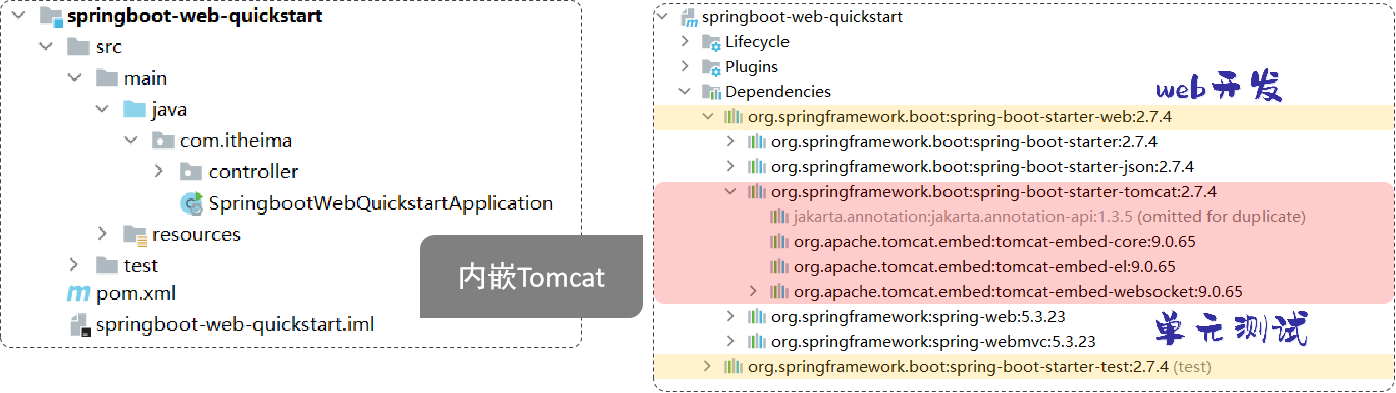 springboot-web-quickstart
src
main
java
com.itheima
controller
SpringbootWebQuickstartApplication
resources
test
pom.xml
springboot-web-quickstart.iml
内嵌Tomcat
springboot-web-quickstart
Lifecycle
Plugins
Dependencies
web开发
org.springframework.boot:spring-boot-starter-web:2.7.4
org.springframework.boot:spring-boot-starter:2.7.4
org.springframework.boot:spring-boot-starter-json:2.7.4
org.springframework.boot:spring-boot-starter-tomcat:2.7.4
jakarta.annotation:jakarta.annotation-api:1.3.5 (omitted for duplicate)
org.apache.tomcat.embed:tomcat-embed-core:9.0.65
org.apache.tomcat.embed:tomcat-embed-el:9.0.65
org.apache.tomcat.embed:tomcat-embed-websocket:9.0.65
org.springframework:spring-web:5.3.23
org.springframework:spring-webmvc:5.3.23
单元测试
org.springframework.boot:spring-boot-starter-test:2.7.4 (test)